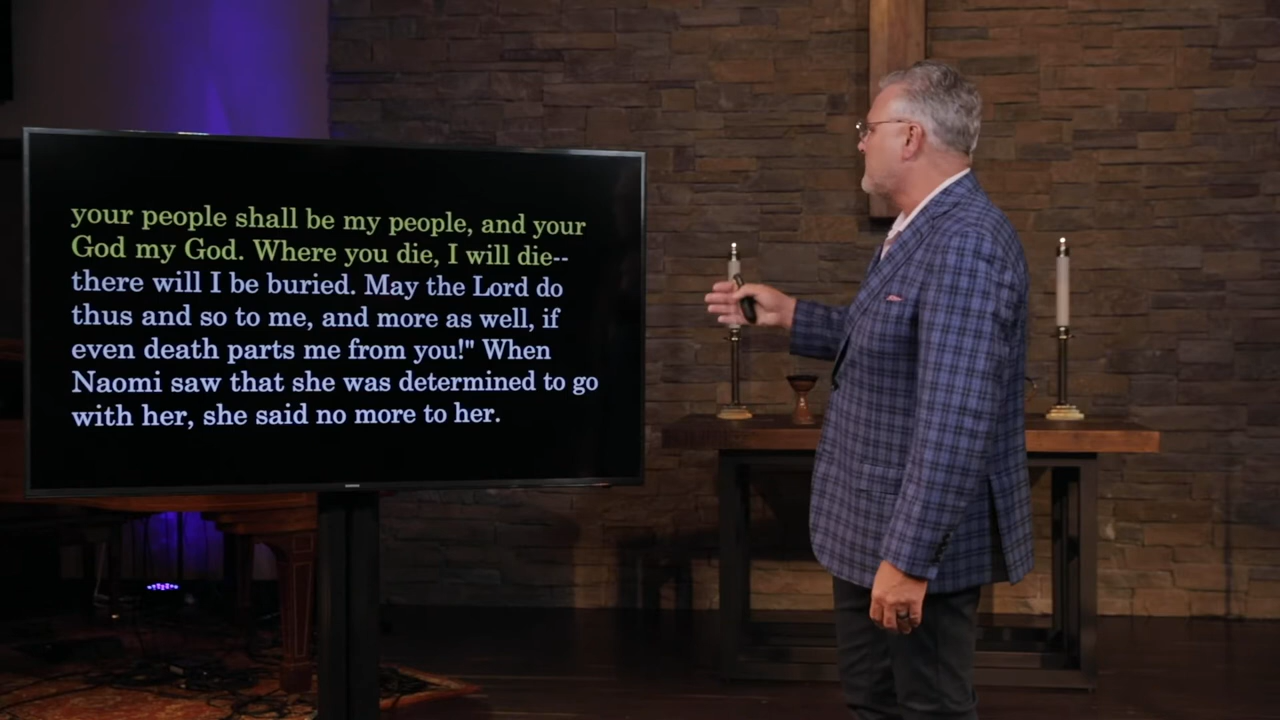 your people shall be my people, and your
God my God. Where you die, I will die--
there will I be buried. May the Lord do
thus and so to me, and more as well, if
even death parts me from you!" When
Naomi saw that she was determined to go
with her, she said no more to her.